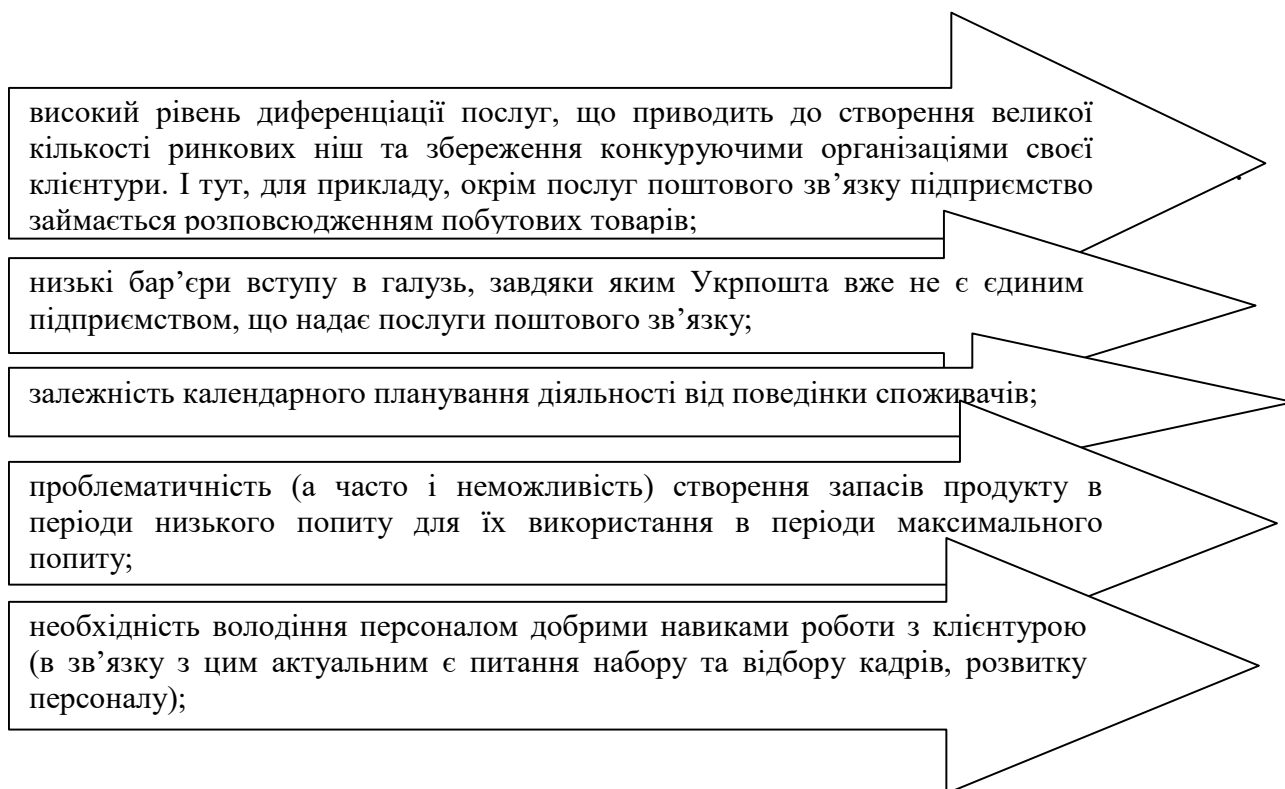 високий рівень диференціації послуг, що приводить до створення великої
кількості ринкових ніш та збереження конкуруючими організаціями своєї
клієнтури. І тут, для прикладу, окрім послуг поштового зв’язку підприємство
займається розповсюдженням побутових товарів;
низькі бар’єри вступу в галузь, завдяки яким Укрпошта вже не є єдиним
підприємством, що надає послуги поштового зв’язку;
залежність календарного планування діяльності від поведінки споживачів;
проблематичність (а часто і неможливість) створення запасів продукту в
періоди низького попиту для їх використання в періоди максимального
попиту;
необхідність володіння персоналом добрими навиками роботи з клієнтурою
(в зв’язку з цим актуальним є питання набору та відбору кадрів, розвитку
персоналу);